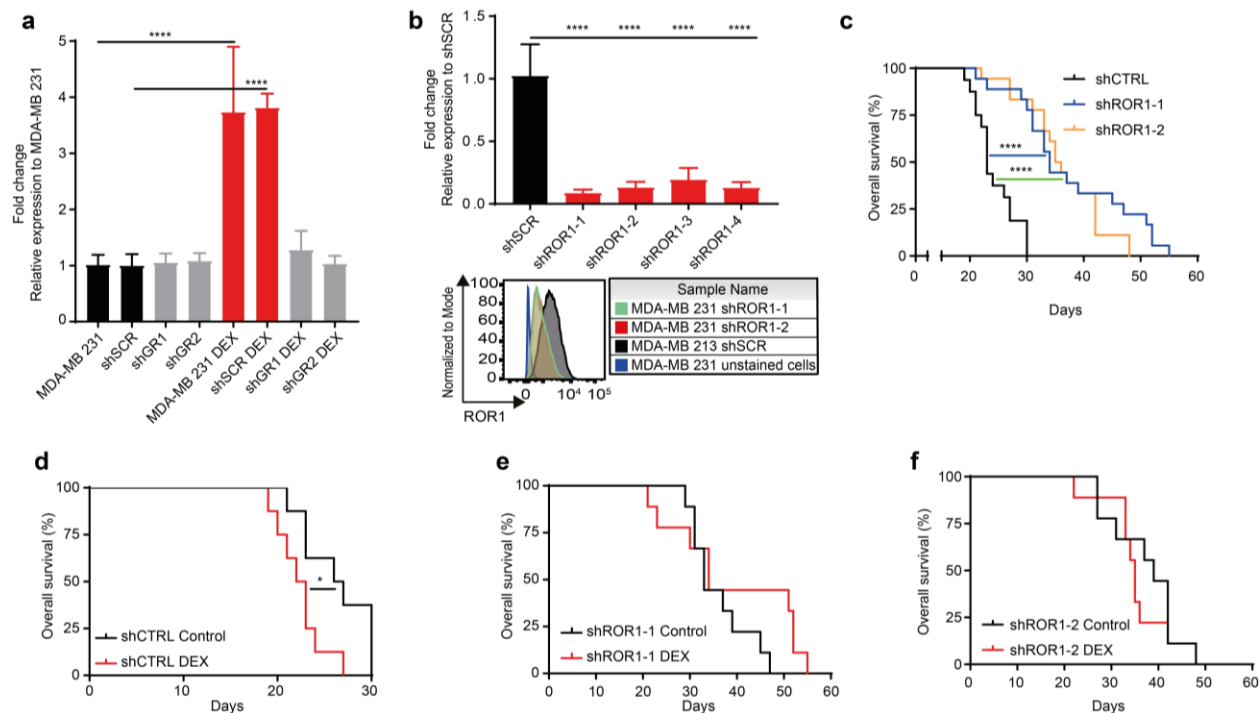 a
Fold change
Relative expression to MDA-MB 231
5
4
3
2
1
0
****
****
MDA-MB 231
shSCR
shGR1
shGR2
MDA-MB 231 DEX
shSCR DEX
shGR1 DEX
shGR2 DEX
b
Fold change
Relative expression to shSCR
1.5
1.0
0.5
0.0
**** **** **** ****
shSCR
shROR1-1
shROR1-2
shROR1-3
shROR1-4
Normalized to Mode
100
80
60
40
20
0
0 10⁴ 10⁵
ROR1
Sample Name
MDA-MB 231 shROR1-1
MDA-MB 231 shROR1-2
MDA-MB 213 shSCR
MDA-MB 231 unstained cells
c
Overall survival (%)
100
75
50
25
0
20 30 40 50 60
Days
shCTRL
shROR1-1
shROR1-2
****
****
d
Overall survival (%)
100
75
50
25
0
0 10 20 30
Days
*
shCTRL Control
shCTRL DEX
e
Overall survival (%)
100
75
50
25
0
0 10 20 30 40 50 60
Days
shROR1-1 Control
shROR1-1 DEX
f
Overall survival (%)
100
75
50
25
0
0 10 20 30 40 50 60
Days
shROR1-2 Control
shROR1-2 DEX